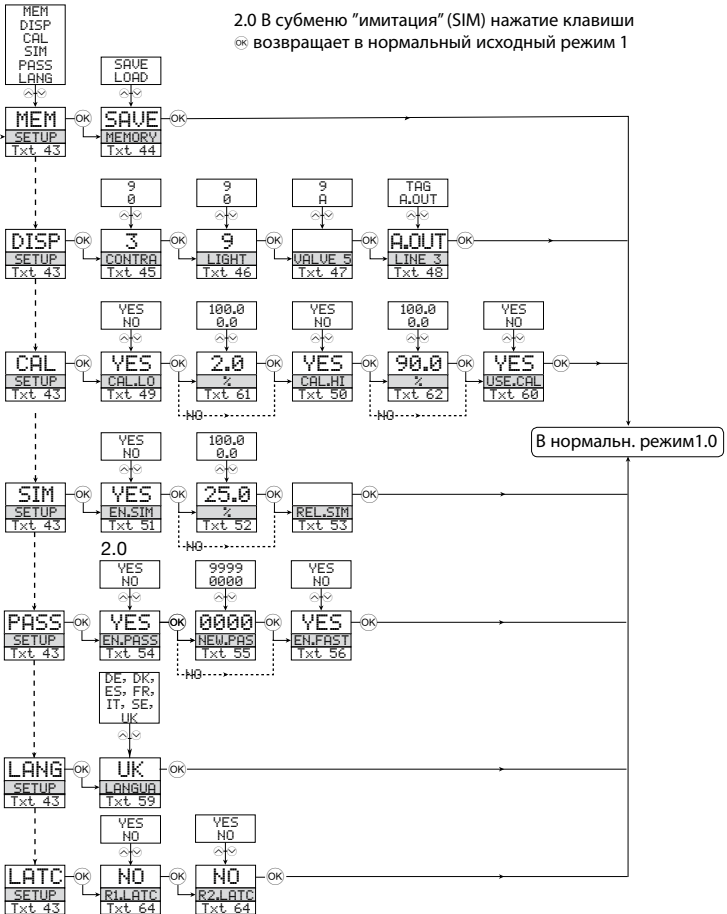 2.0 В субменю "имитация" (SIM) нажатие клавиши
OK возвращает в нормальный исходный режим 1
MEM
DISP
CAL
SIM
PASS
LANG
SAVE
LOAD
MEM OK SAVE OK
SETUP MEMORY
Txt 43 Txt 44
9 9 9 TAG
0 0 A A.OUT
DISP OK 3 OK 9 OK OK A.OUT OK
SETUP CONTRA LIGHT VALVE 5 LINE 3
Txt 43 Txt 45 Txt 46 Txt 47 Txt 48
YES 100.0 YES 100.0 YES
NO 0.0 NO 0.0 NO
CAL OK YES OK 2.0 OK YES OK 90.0 OK YES OK
SETUP CAL.LO % CAL.HI % USE.CAL
Txt 43 Txt 49 Txt 61 Txt 50 Txt 62 Txt 60
NO NO
В нормальн. режим1.0
YES 100.0
NO 0.0
SIM OK YES OK 25.0 OK OK
SETUP EN.SIM % REL.SIM
Txt 43 Txt 51 Txt 52 Txt 53
NO
2.0
YES 9999 YES
NO 0000 NO
PASS OK YES OK 0000 OK YES OK
SETUP EN.PASS NEW.PAS EN.FAST
Txt 43 Txt 54 Txt 55 Txt 56
NO
DE, DK,
ES, FR,
IT, SE,
UK
LANG OK UK OK
SETUP LANGUA
Txt 43 Txt 59
YES YES
NO NO
LATC OK NO OK NO OK
SETUP R1.LATC R2.LATC
Txt 43 Txt 64 Txt 64